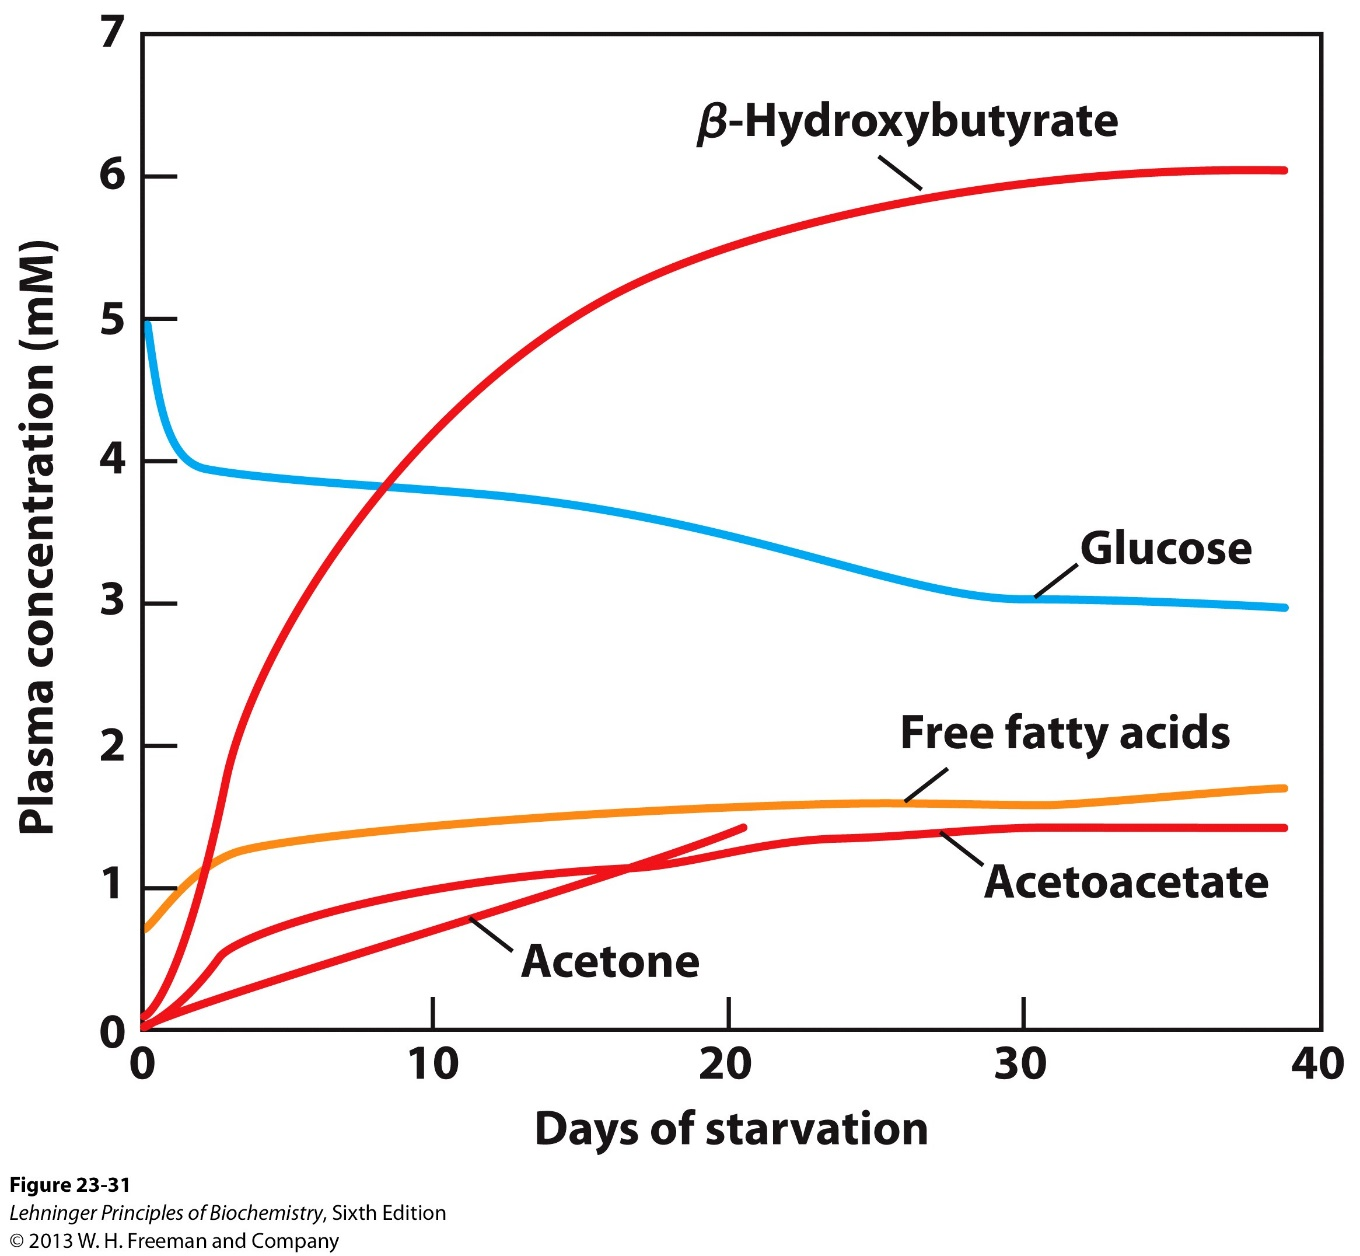 7
β-Hydroxybutyrate
6
5
4
Glucose
3
Free fatty acids
2
Acetoacetate
1
Acetone
0
0 10 20 30 40
Plasma concentration (mM)
Days of starvation
Figure 23-31
Lehninger Principles of Biochemistry, Sixth Edition
© 2013 W. H. Freeman and Company